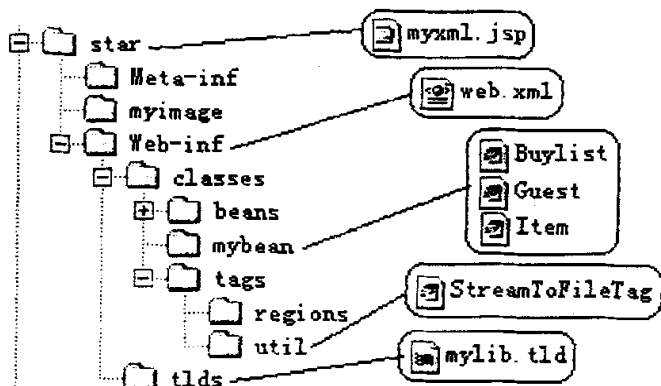 star
myxml.jsp
Meta-inf
myimage
web.xml
Web-inf
classes
Buylist
Guest
Item
beans
mybean
tags
StreamToFileTag
regions
util
mylib.tld
tlds